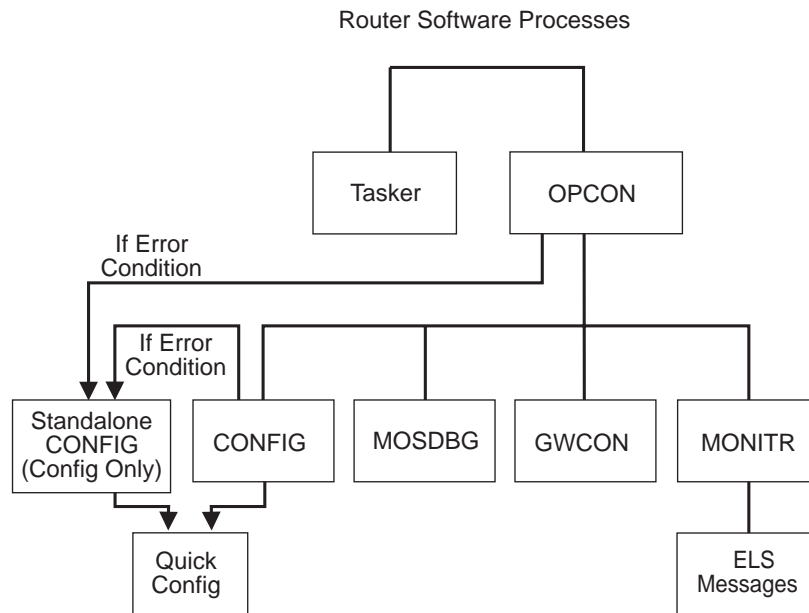 Router Software Processes
Tasker
OPCON
If Error
Condition
If Error
Condition
Standalone
CONFIG
(Config Only)
CONFIG
MOSDBG
GWCON
MONITR
Quick
Config
ELS
Messages